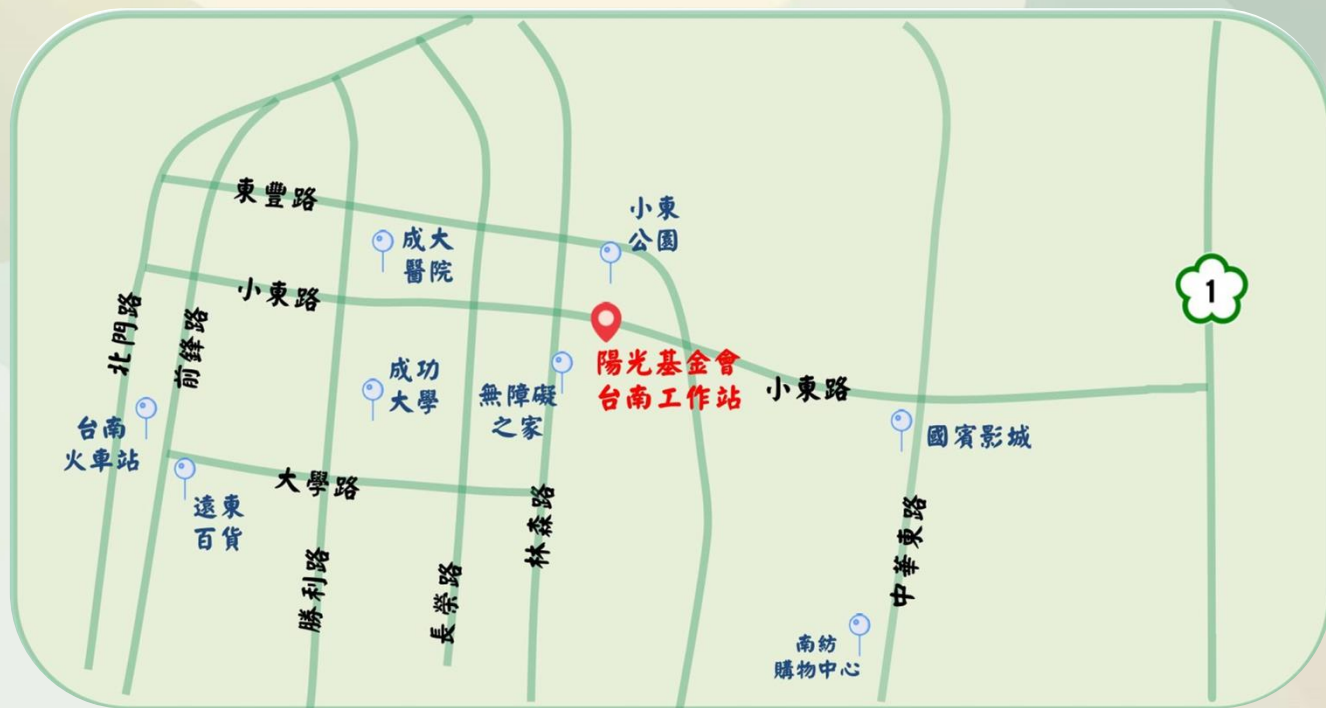 東豐路
小東
公園
成大
醫院
小東路
1
北門路
前鋒路
成功
大學
無障礙
之家
陽光基金會
台南工作站
小東路
台南
火車站
國賓影城
大學路
遠東
百貨
林森路
勝利路
長榮路
中華東路
南紡
購物中心